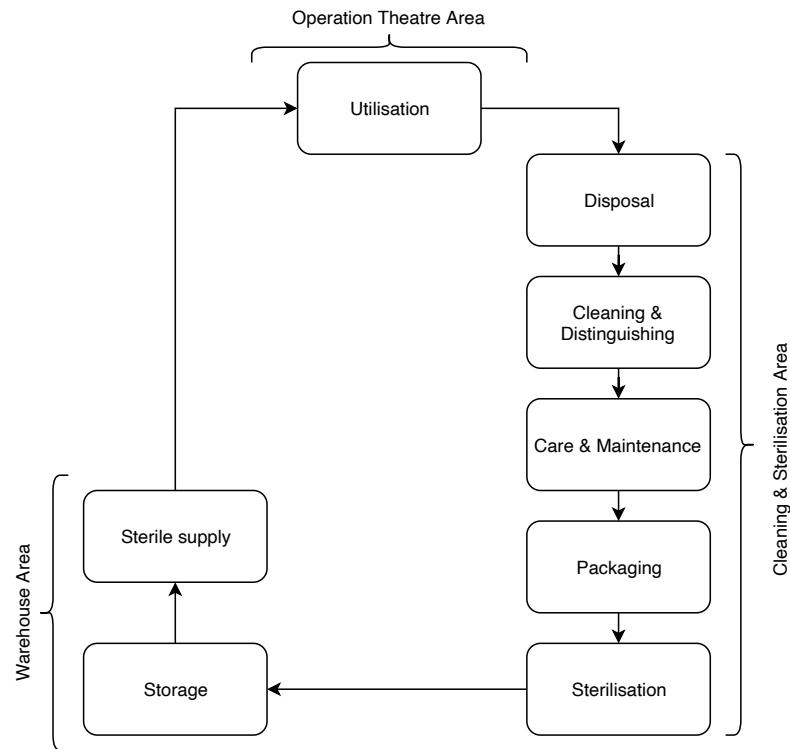 Operation Theatre Area
Utilisation
Disposal
Cleaning &
Distinguishing
Care & Maintenance
Packaging
Sterilisation
Cleaning & Sterilisation Area
Storage
Sterile supply
Warehouse Area